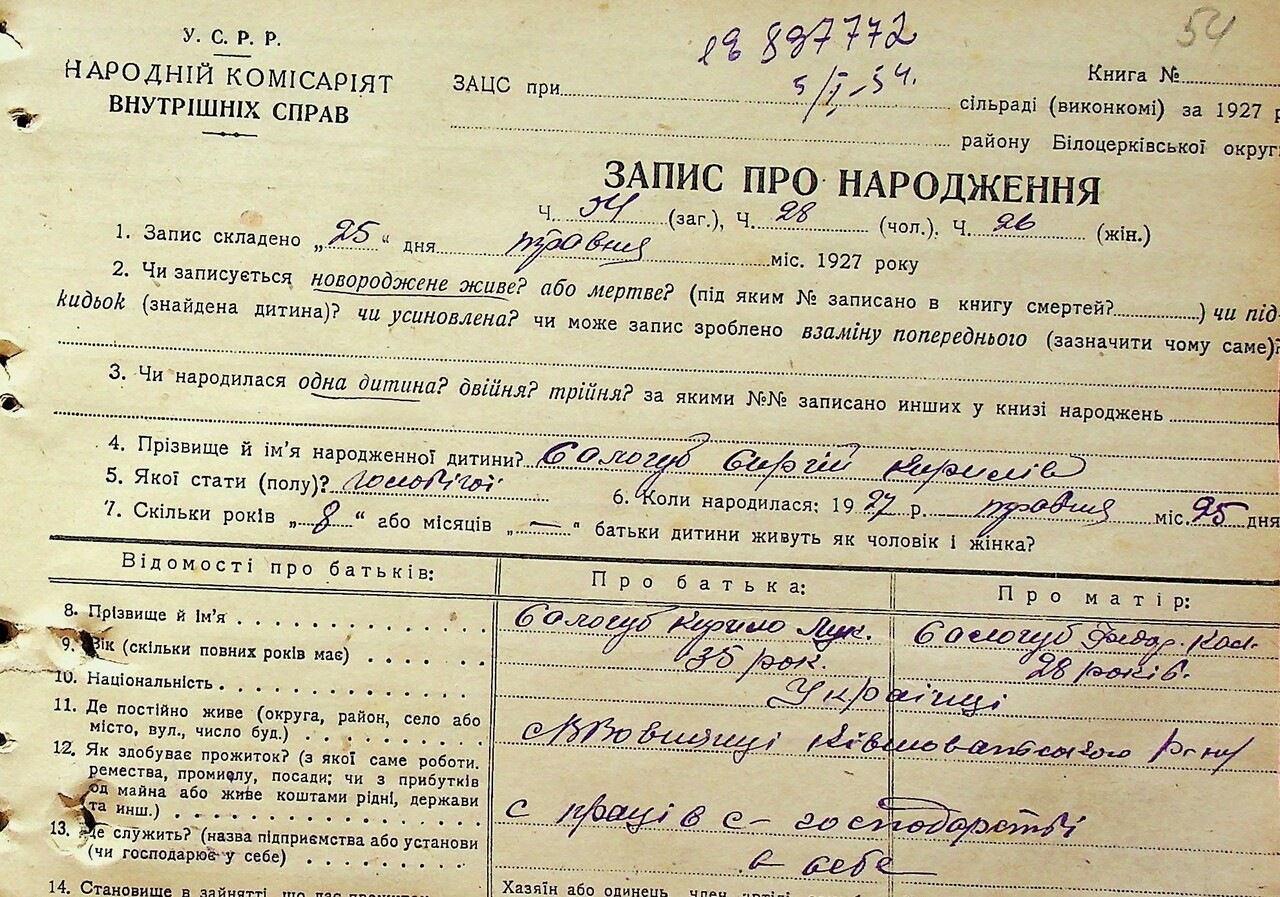 У. С. Р. Р.
НАРОДНІЙ КОМІСАРІЯТ
ВНУТРІШНІХ СПРАВ
837772
54
5/I-54.
Книга №
ЗАЦС при
сільраді (виконкомі) за 1927 р
району Білоцерківської округ
ЗАПИС ПРО НАРОДЖЕННЯ
Ч. 54 (заг.), Ч. 28 (чол.), Ч. 26 (жін.)
1. Запис складено „25“ дня травня міс. 1927 року
2. Чи записується новороджене живе? або мертве? (під яким № записано в книгу смертей?) чи під-
кидьок (знайдена дитина)? чи усиновлена? чи може запис зроблено взаміну попереднього (зазначити чому саме)?
3. Чи народилася одна дитина? двійня? трійня? за якими №№ записано инших у книзі народжень
4. Прізвище й ім'я народженної дитини? Сологуб Сергій Кирилів
5. Якої стати (полу)? чоловічої 6. Коли народилася: 1927 р. травня міс. 25 дня
7. Скільки років „8“ або місяців „—“ батьки дитини живуть як чоловік і жінка?
Відомості про батьків: Про батька: Про матір:
8. Прізвище й ім'я Сологуб Кирило Лук. Сологуб Федор.
9. Вік (скільки повних років має) 35 рок. 28 років.
10. Національність Українці
11. Де постійно живе (округа, район, село або
місто, вул., число буд.)
12. Як здобуває прожиток? (з якої саме роботи.
ремества, промислу, посади; чи з прибутків
од майна або живе коштами рідні, держави
та инш.) с праці в с-господарстві
13. Де служить? (назва підприємства або установи
(чи господарює у себе) в себе
14. Становище в зайнятті, що дає
Хазяїн або одинець, член артілі